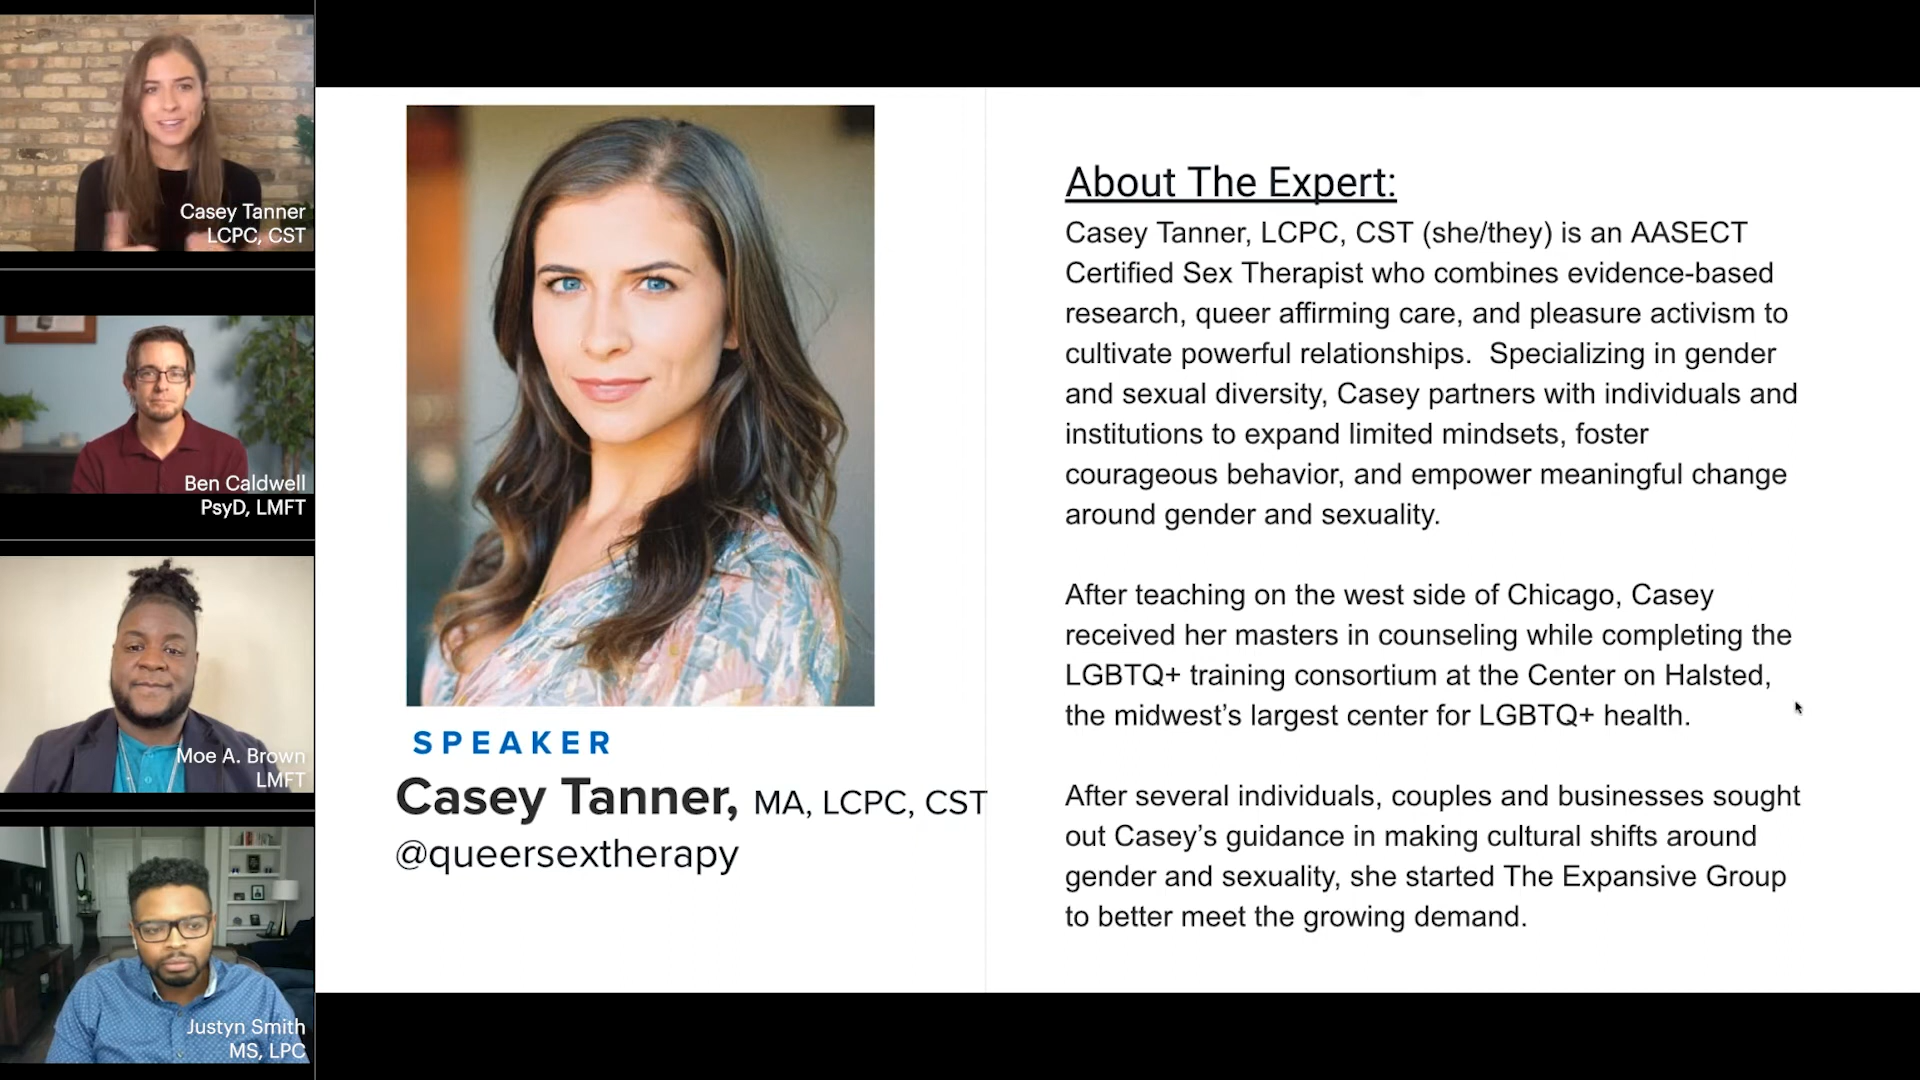 Casey Tanner
LCPC, CST
Ben Caldwell
PsyD, LMFT
Moe A. Brown
LMFT
Justyn Smith
MS, LPC
SPEAKER
Casey Tanner, MA, LCPC, CST
@queersextherapy
About The Expert:
Casey Tanner, LCPC, CST (she/they) is an AASECT
Certified Sex Therapist who combines evidence-based
research, queer affirming care, and pleasure activism to
cultivate powerful relationships.  Specializing in gender
and sexual diversity, Casey partners with individuals and
institutions to expand limited mindsets, foster
courageous behavior, and empower meaningful change
around gender and sexuality.
After teaching on the west side of Chicago, Casey
received her masters in counseling while completing the
LGBTQ+ training consortium at the Center on Halsted,
the midwest’s largest center for LGBTQ+ health.
After several individuals, couples and businesses sought
out Casey’s guidance in making cultural shifts around
gender and sexuality, she started The Expansive Group
to better meet the growing demand.